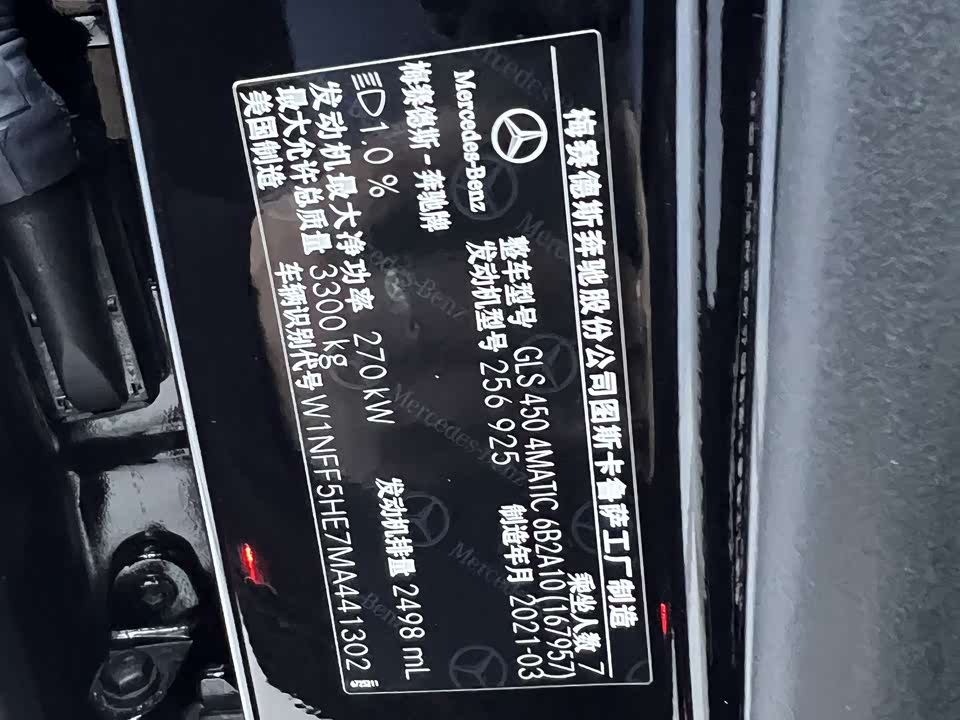 梅赛德斯奔驰股份公司图斯卡鲁萨工厂制造
Mercedes-Benz
梅赛德斯-奔驰牌
整车型号 GLS 450 4MATIC 6B2A10 (167957)
乘坐人数 7
发动机型号 256 925
制造年月 2021-03
1.0 %
发动机最大净功率 270 kW
发动机排量 2498 mL
最大允许总质量 3300 kg
美国制造
车辆识别代号 W1NFF5HE7MA441302